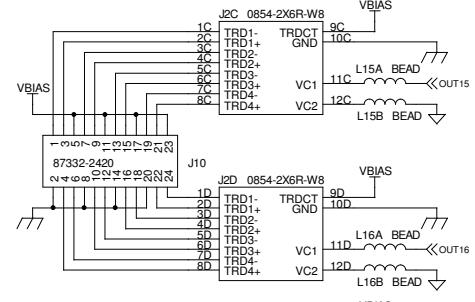 VBIAS
J2C 0854-2X6R-W8
1C TRD1- TRDCT 9C
2C TRD1+ GND 10C
3C TRD2-
4C TRD2+
5C TRD3- L15A BEAD
6C TRD3+ VC1 11C OUT15
7C TRD4-
8C TRD4+ VC2 12C
L15B BEAD
VBIAS
1 3 5 7 9 11 13 15 17 19 21 23
87332-2420 J10
2 4 6 8 10 12 14 16 18 20 22 24
VBIAS
J2D 0854-2X6R-W8
1D TRD1- TRDCT 9D
2D TRD1+ GND 10D
3D TRD2-
4D TRD2+
5D TRD3- L16A BEAD
6D TRD3+ VC1 11D OUT16
7D TRD4-
8D TRD4+ VC2 12D
L16B BEAD